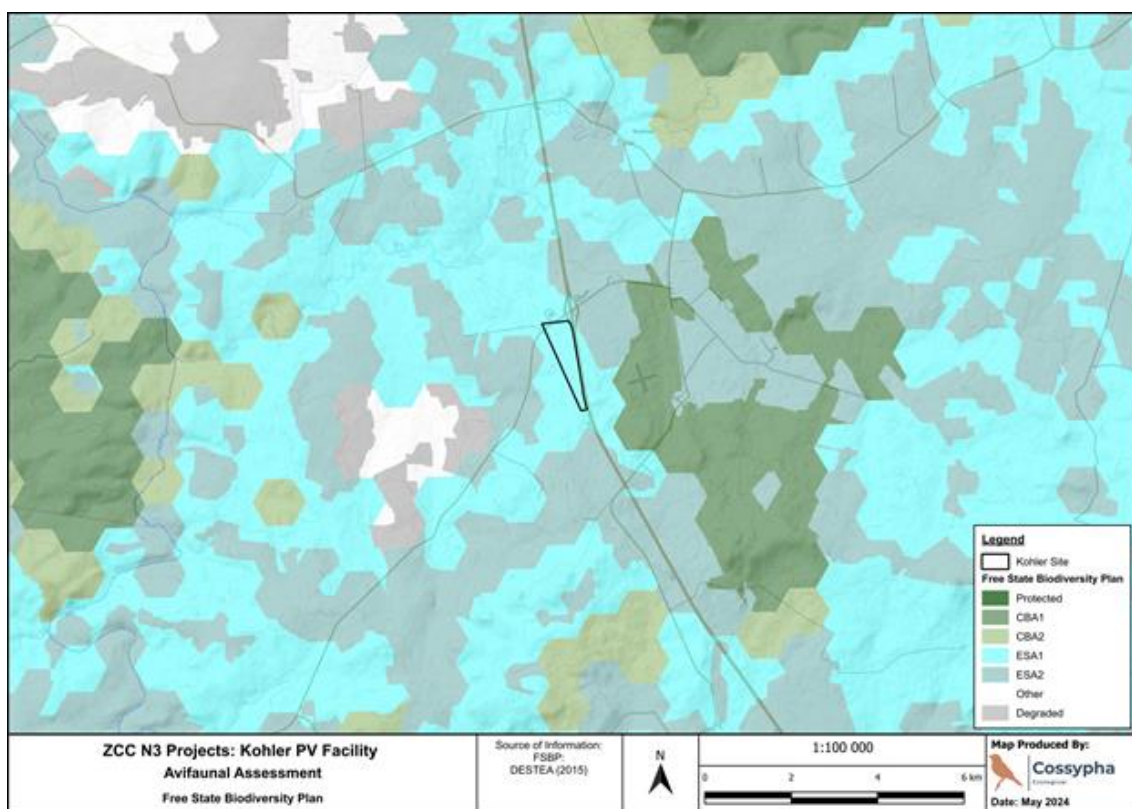 Legend
Kohler Site
Free State Biodiversity Plan
Protected
CBA1
CBA2
ESA1
ESA2
Other
Degraded
ZCC N3 Projects: Kohler PV Facility
Avifaunal Assessment
Free State Biodiversity Plan
Source of Information:
FSBP:
DESTEA (2015)
N
1:100 000
0 2 4 6 km
Map Produced By:
Cossypha
Date: May 2024